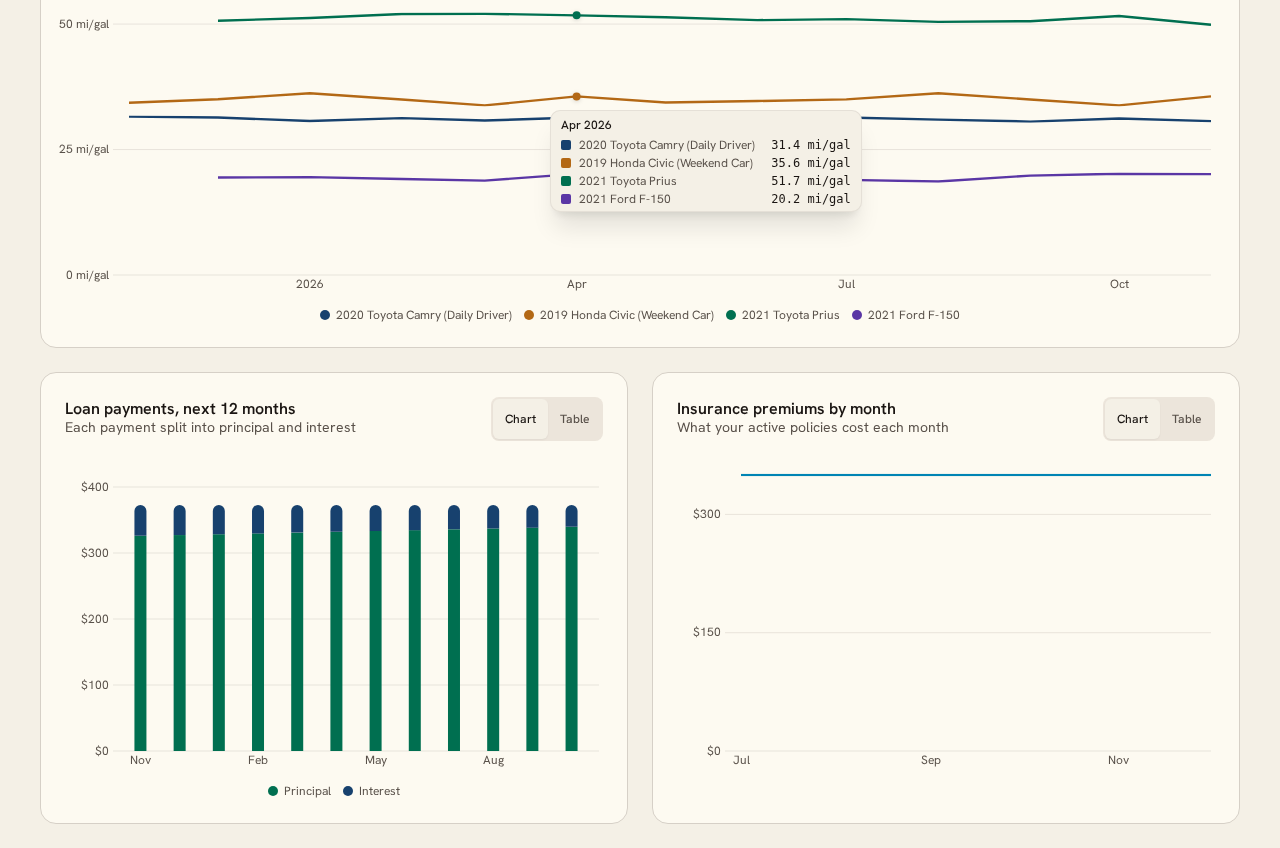 50 mi/gal
25 mi/gal
0 mi/gal
Apr 2026
2020 Toyota Camry (Daily Driver) 31.4 mi/gal
2019 Honda Civic (Weekend Car) 35.6 mi/gal
2021 Toyota Prius 51.7 mi/gal
2021 Ford F-150 20.2 mi/gal
2026 Apr Jul Oct
2020 Toyota Camry (Daily Driver) 2019 Honda Civic (Weekend Car) 2021 Toyota Prius 2021 Ford F-150
Loan payments, next 12 months
Each payment split into principal and interest
Chart Table
$400
$300
$200
$100
$0
Nov Feb May Aug
Principal Interest
Insurance premiums by month
What your active policies cost each month
Chart Table
$300
$150
$0
Jul Sep Nov